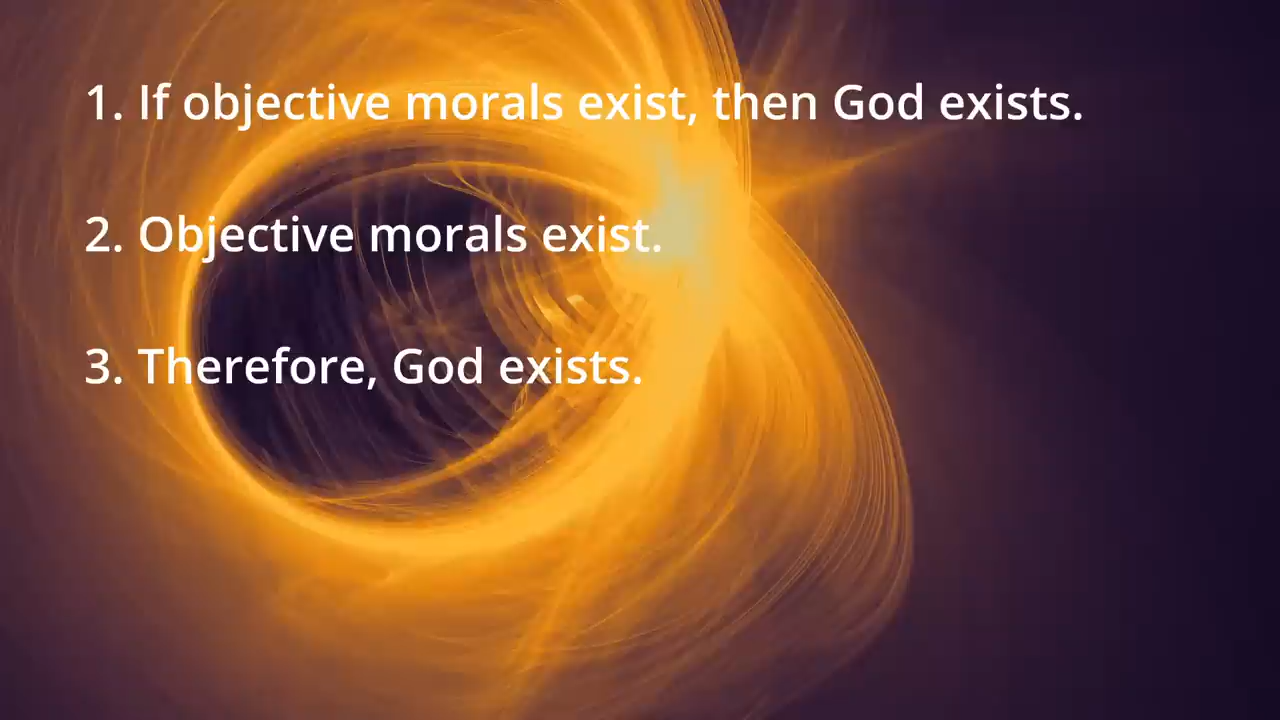 1. If objective morals exist, then God exists.
2. Objective morals exist.
3. Therefore, God exists.